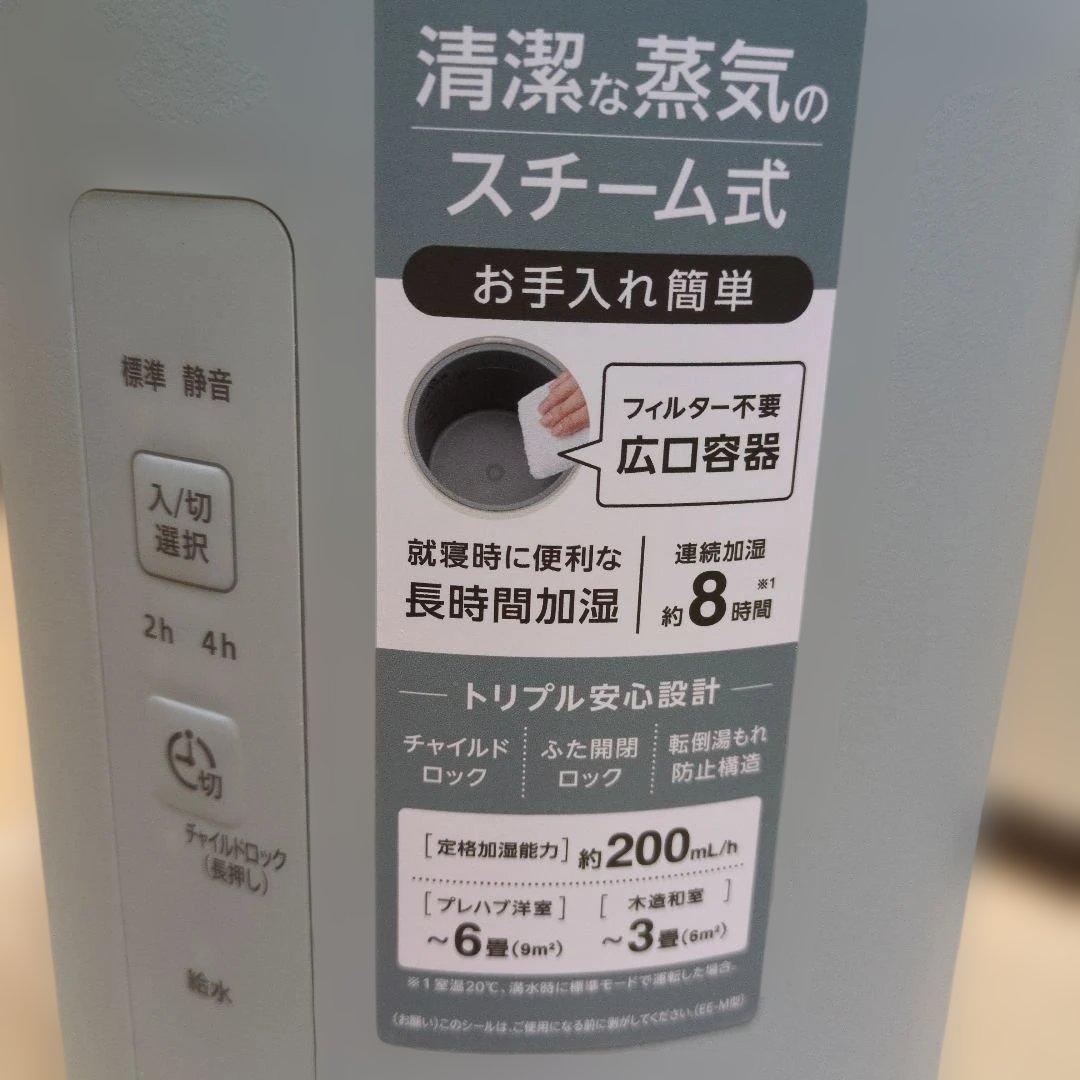 清潔な蒸気の
スチーム式
お手入れ簡単
フィルター不要
広口容器
就寝時に便利な
長時間加湿
連続加湿
約8時間※1
トリプル安心設計
チャイルド
ロック
ふた開閉
ロック
転倒湯もれ
防止構造
[定格加湿能力] 約200mL/h
[プレハブ洋室]
～6畳(9m²)
[木造和室]
～3畳(6m²)
※1室温20℃、満水時に標準モードで運転した場合。
(お願い)このシールは、ご使用になる前に剥がしてください。(EE-M型)
標準 静音
入/切
選択
2h 4h
切
チャイルドロック
(長押し)
給水